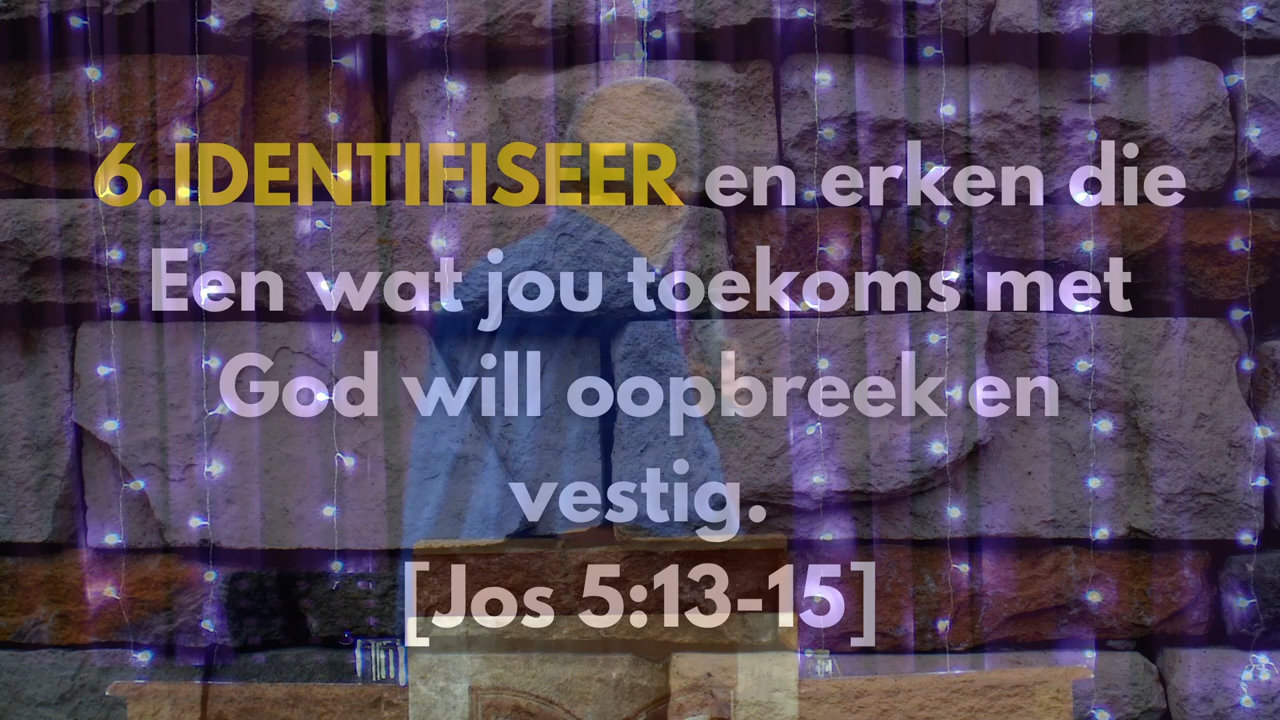 6.IDENTIFISEER en erken die
Een wat jou toekoms met
God will oopbreek en
vestig.
[Jos 5:13-15]